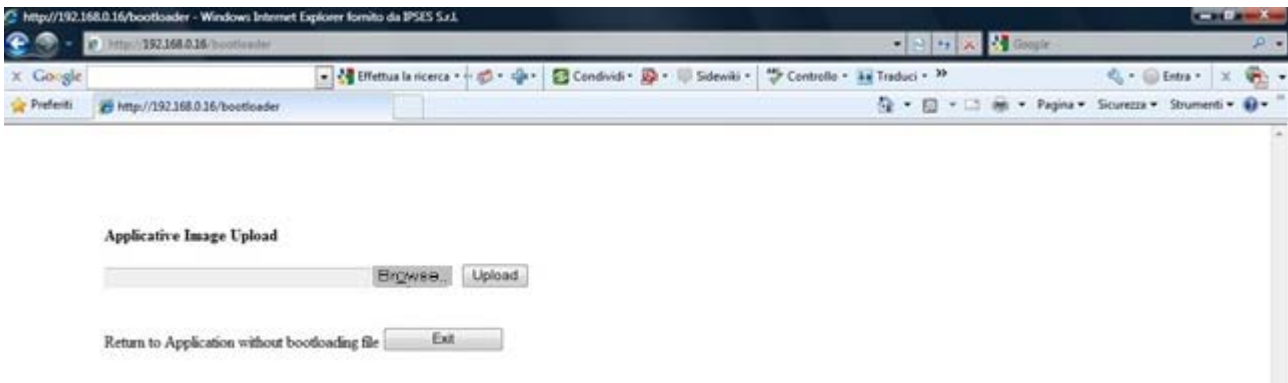 http://192.168.0.16/bootloader - Windows Internet Explorer fornito da IPSES S.r.l.
http://192.168.0.16/bootloader Google
x Google Effettua la ricerca Condividi Sidewiki Controllo Traduci » Entra x
Preferiti http://192.168.0.16/bootloader Pagina Sicurezza Strumenti »
Applicative Image Upload
Browse... Upload
Return to Application without bootloading file Exit